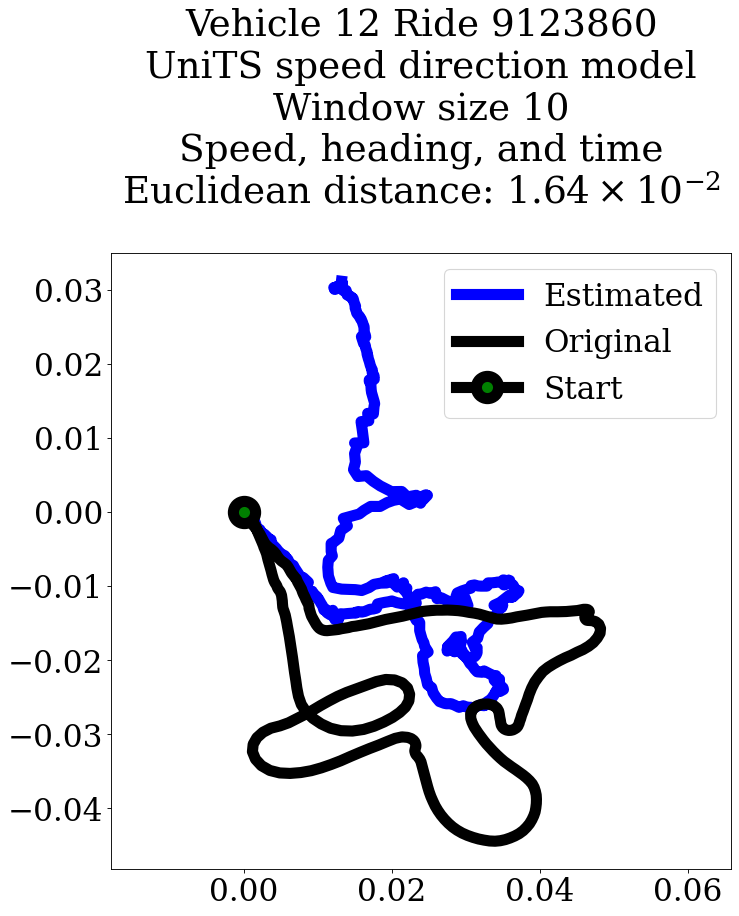 Vehicle 12 Ride 9123860
UniTS speed direction model
Window size 10
Speed, heading, and time
Euclidean distance: 1.64 × 10⁻²
Estimated
Original
Start
0.03
0.02
0.01
0.00
−0.01
−0.02
−0.03
−0.04
0.00 0.02 0.04 0.06